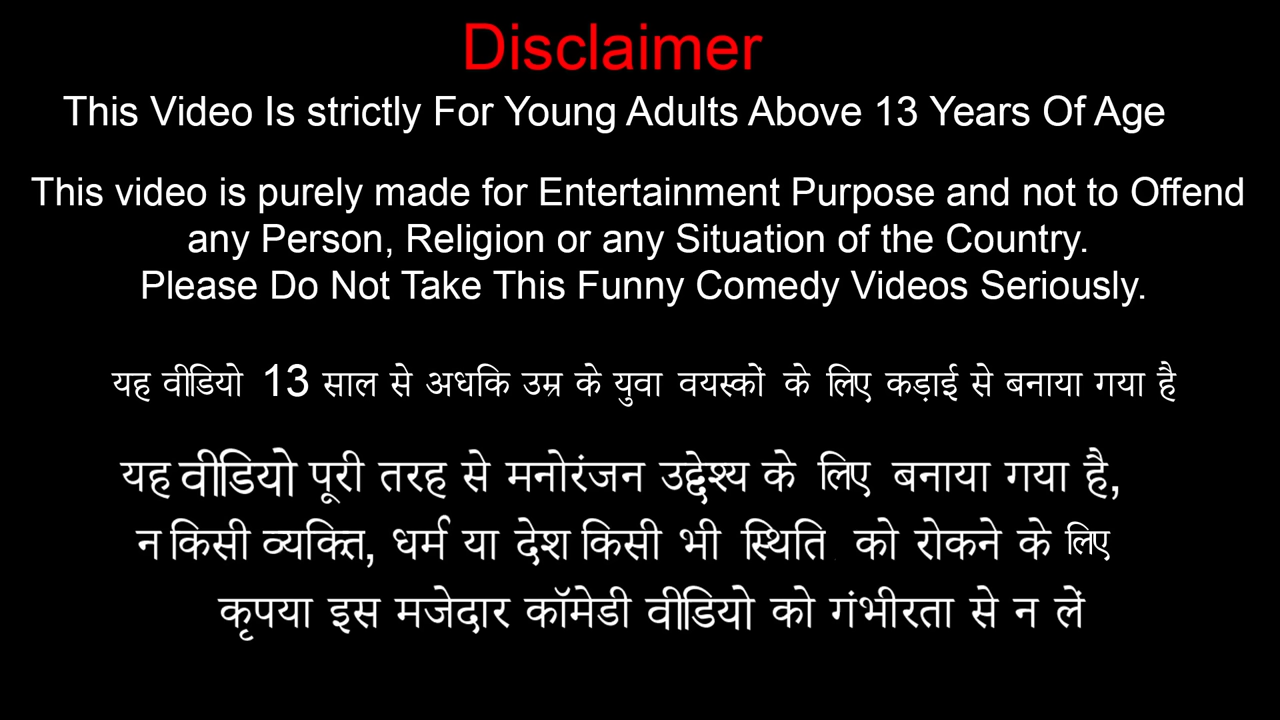 Disclaimer
This Video Is strictly For Young Adults Above 13 Years Of Age
This video is purely made for Entertainment Purpose and not to Offend
any Person, Religion or any Situation of the Country.
Please Do Not Take This Funny Comedy Videos Seriously.
यह वीडियो 13 साल से अधकि उम्र के युवा वयस्कों के लिए कड़ाई से बनाया गया है
यह वीडियो पूरी तरह से मनोरंजन उद्देश्य के लिए बनाया गया है,
न किसी व्यक्ति, धर्म या देश किसी भी स्थिति को रोकने के लिए
कृपया इस मजेदार कॉमेडी वीडियो को गंभीरता से न लें